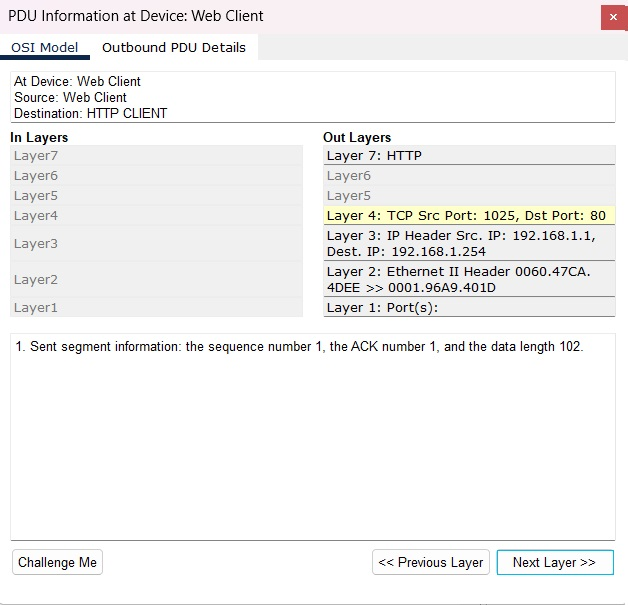 PDU Information at Device: Web Client
x
OSI Model
Outbound PDU Details
At Device: Web Client
Source: Web Client
Destination: HTTP CLIENT
In Layers
Layer7
Layer6
Layer5
Layer4
Layer3
Layer2
Layer1
Out Layers
Layer 7: HTTP
Layer6
Layer5
Layer 4: TCP Src Port: 1025, Dst Port: 80
Layer 3: IP Header Src. IP: 192.168.1.1,
Dest. IP: 192.168.1.254
Layer 2: Ethernet II Header 0060.47CA.
4DEE >> 0001.96A9.401D
Layer 1: Port(s):
1. Sent segment information: the sequence number 1, the ACK number 1, and the data length 102.
Challenge Me
<< Previous Layer
Next Layer >>